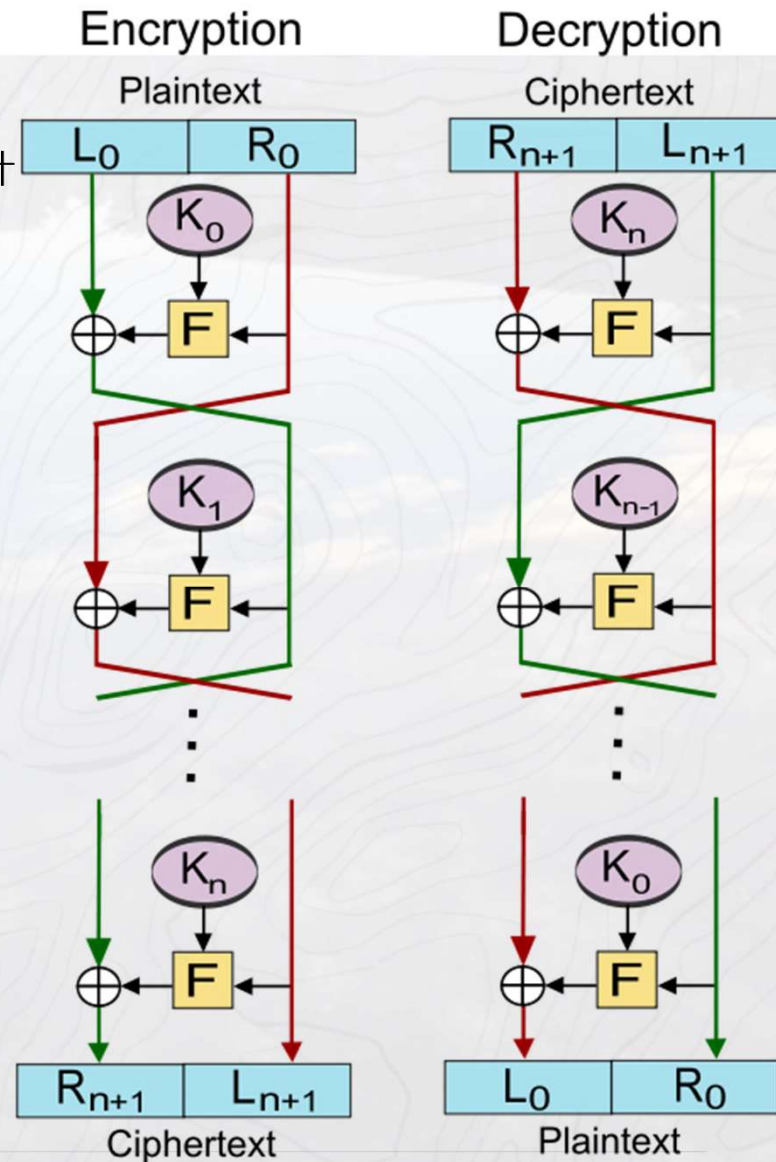 Encryption
Decryption
Plaintext
Ciphertext
L₀ R₀
Rₙ₊₁ Lₙ₊₁
K₀
Kₙ
F
F
K₁
Kₙ₋₁
F
F
Kₙ
K₀
F
F
Rₙ₊₁ Lₙ₊₁
L₀ R₀
Ciphertext
Plaintext